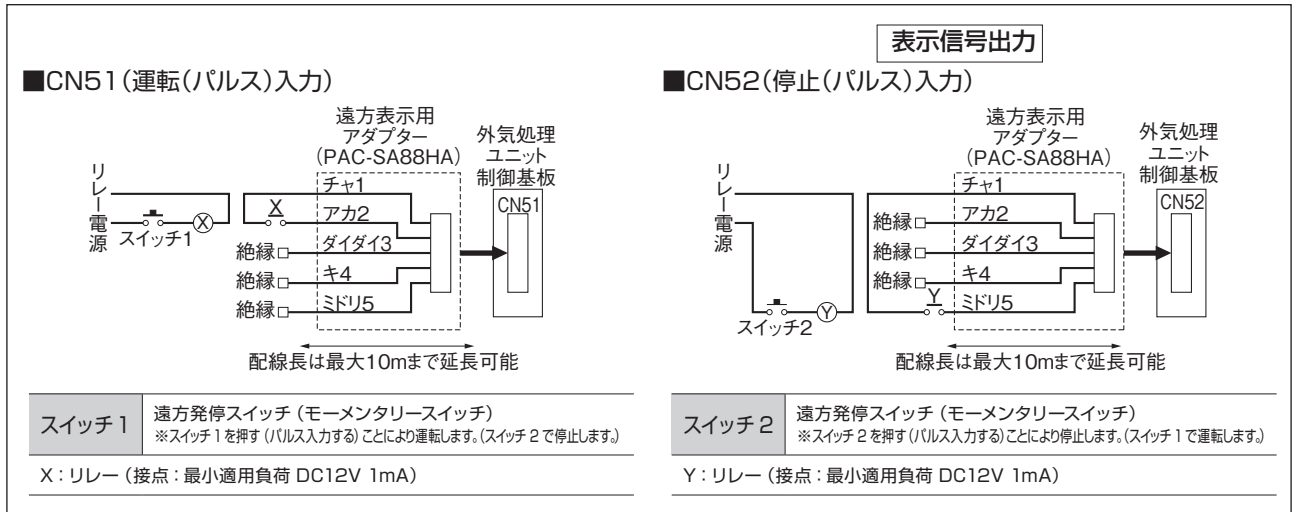 表示信号出力
■CN51(運転(パルス)入力)
遠方表示用
アダプター
(PAC-SA88HA)
外気処理
ユニット
制御基板
リレー電源
チャ1
X
アカ2
CN51
スイッチ1
X
絶縁
ダイダイ3
絶縁
キ4
絶縁
ミドリ5
配線長は最大10mまで延長可能
スイッチ1
遠方発停スイッチ(モーメンタリースイッチ)
※スイッチ1を押す(パルス入力する)ことにより運転します。(スイッチ2で停止します。)
X:リレー(接点:最小適用負荷 DC12V 1mA)
■CN52(停止(パルス)入力)
遠方表示用
アダプター
(PAC-SA88HA)
外気処理
ユニット
制御基板
リレー電源
チャ1
絶縁
アカ2
CN52
絶縁
ダイダイ3
絶縁
キ4
Y
ミドリ5
スイッチ2
Y
配線長は最大10mまで延長可能
スイッチ2
遠方発停スイッチ(モーメンタリースイッチ)
※スイッチ2を押す(パルス入力する)ことにより停止します。(スイッチ1で運転します。)
Y:リレー(接点:最小適用負荷 DC12V 1mA)